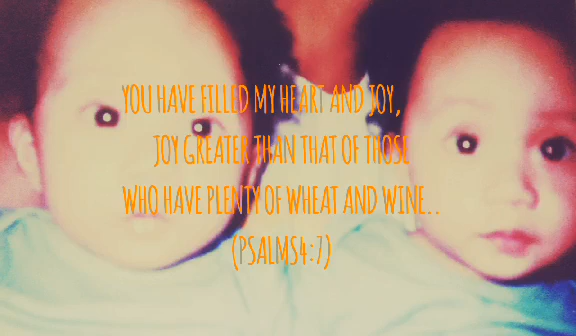 YOU HAVE FILLED MY HEART AND JOY,
JOY GREATER THAN THAT OF THOSE
WHO HAVE PLENTY OF WHEAT AND WINE..
(PSALMS4:7)